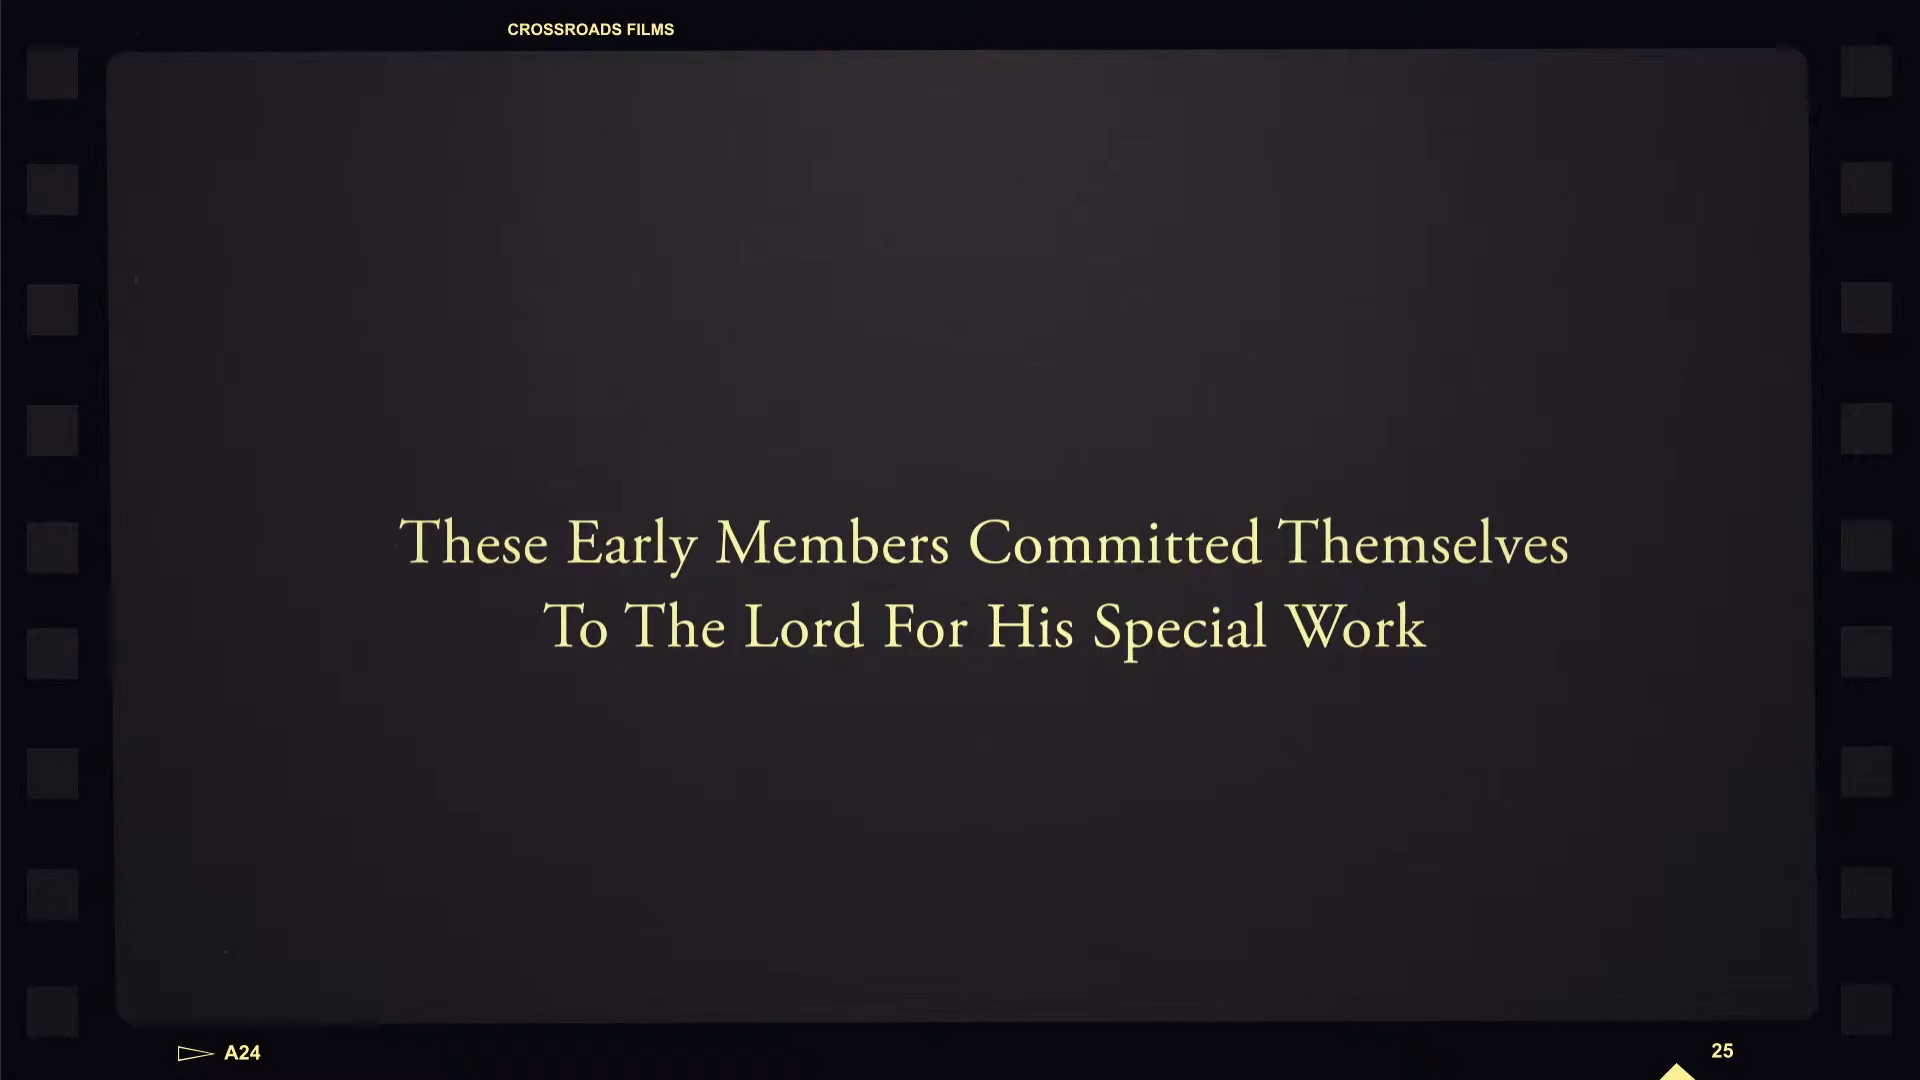 CROSSROADS FILMS
These Early Members Committed Themselves
To The Lord For His Special Work
A24
25